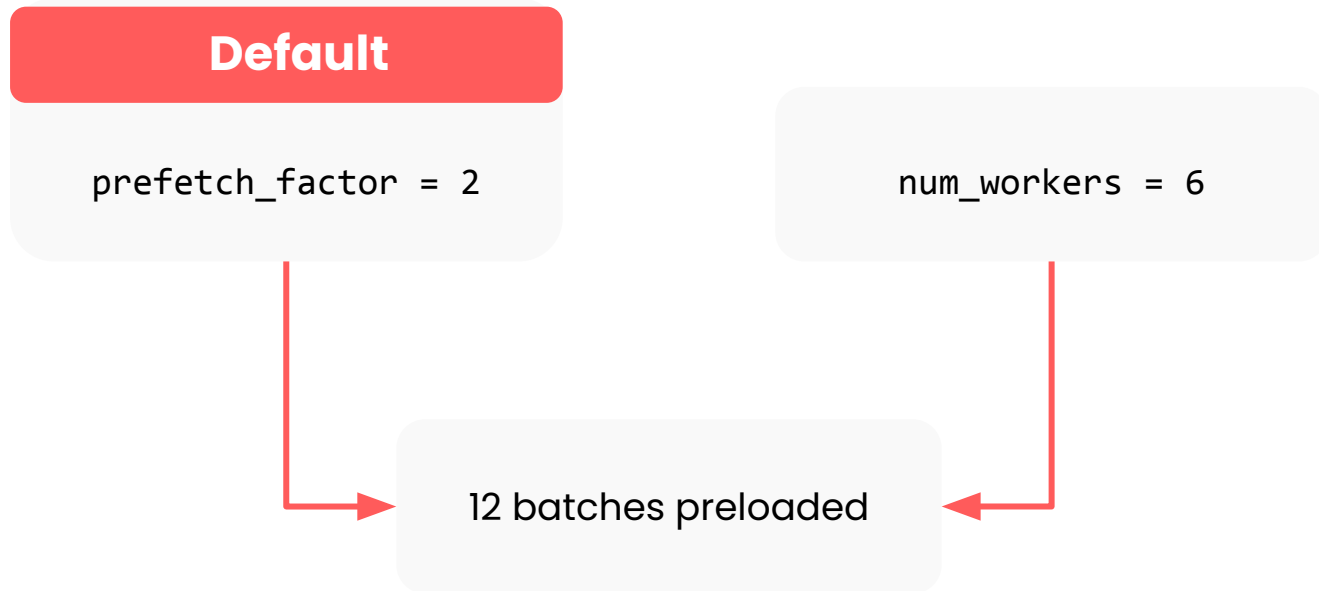 Default
prefetch_factor = 2
num_workers = 6
12 batches preloaded